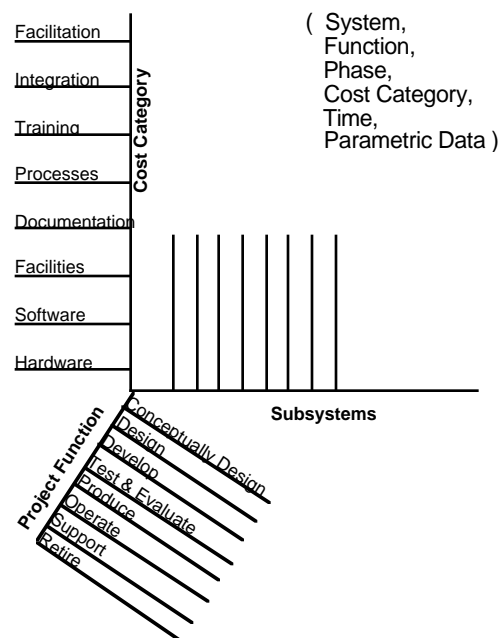 Facilitation
Integration
Training
Processes
Documentation
Facilities
Software
Hardware
Cost Category
( System,
Function,
Phase,
Cost Category,
Time,
Parametric Data )
Subsystems
Project Function
Conceptually Design
Design
Develop
Test & Evaluate
Produce
Operate
Support
Retire